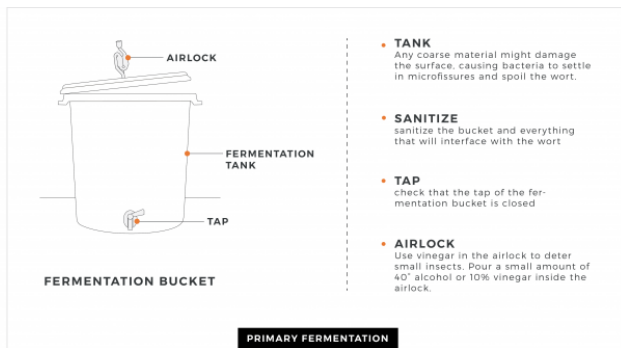 AIRLOCK
FERMENTATION
TANK
TAP
FERMENTATION BUCKET
TANK
Any coarse material might damage
the surface, causing bacteria to settle
in microfissures and spoil the wort.
SANITIZE
sanitize the bucket and everything
that will interface with the wort
TAP
check that the tap of the fer-
mentation bucket is closed
AIRLOCK
Use vinegar in the airlock to deter
small insects. Pour a small amount of
40° alcohol or 10% vinegar inside the
airlock.
PRIMARY FERMENTATION